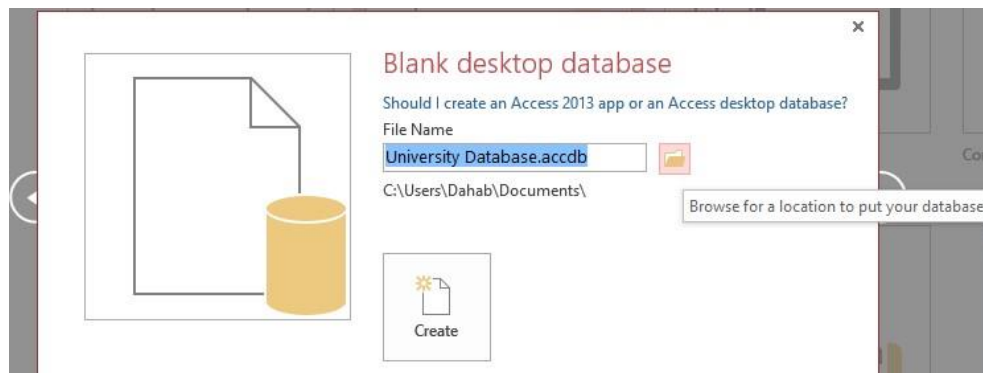 Blank desktop database
Should I create an Access 2013 app or an Access desktop database?
File Name
University Database.accdb
C:\Users\Dahab\Documents\
Browse for a location to put your database
Create